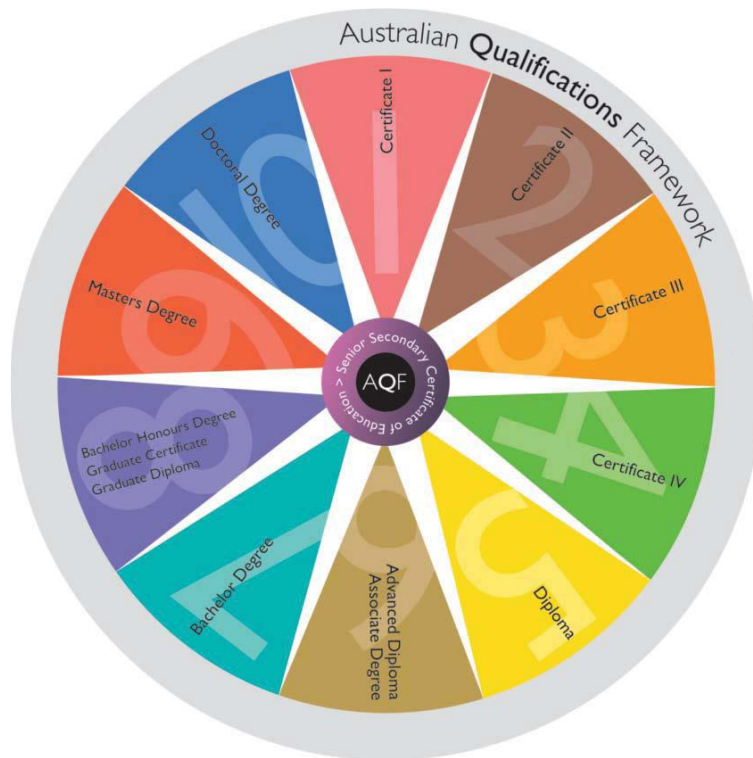 Australian Qualifications Framework
1
Certificate I
2
Certificate II
3
Certificate III
4
Certificate IV
5
Diploma
6
Advanced Diploma
Associate Degree
7
Bachelor Degree
8
Bachelor Honours Degree
Graduate Certificate
Graduate Diploma
9
Masters Degree
10
Doctoral Degree
Senior Secondary Certificate of Education >
AQF